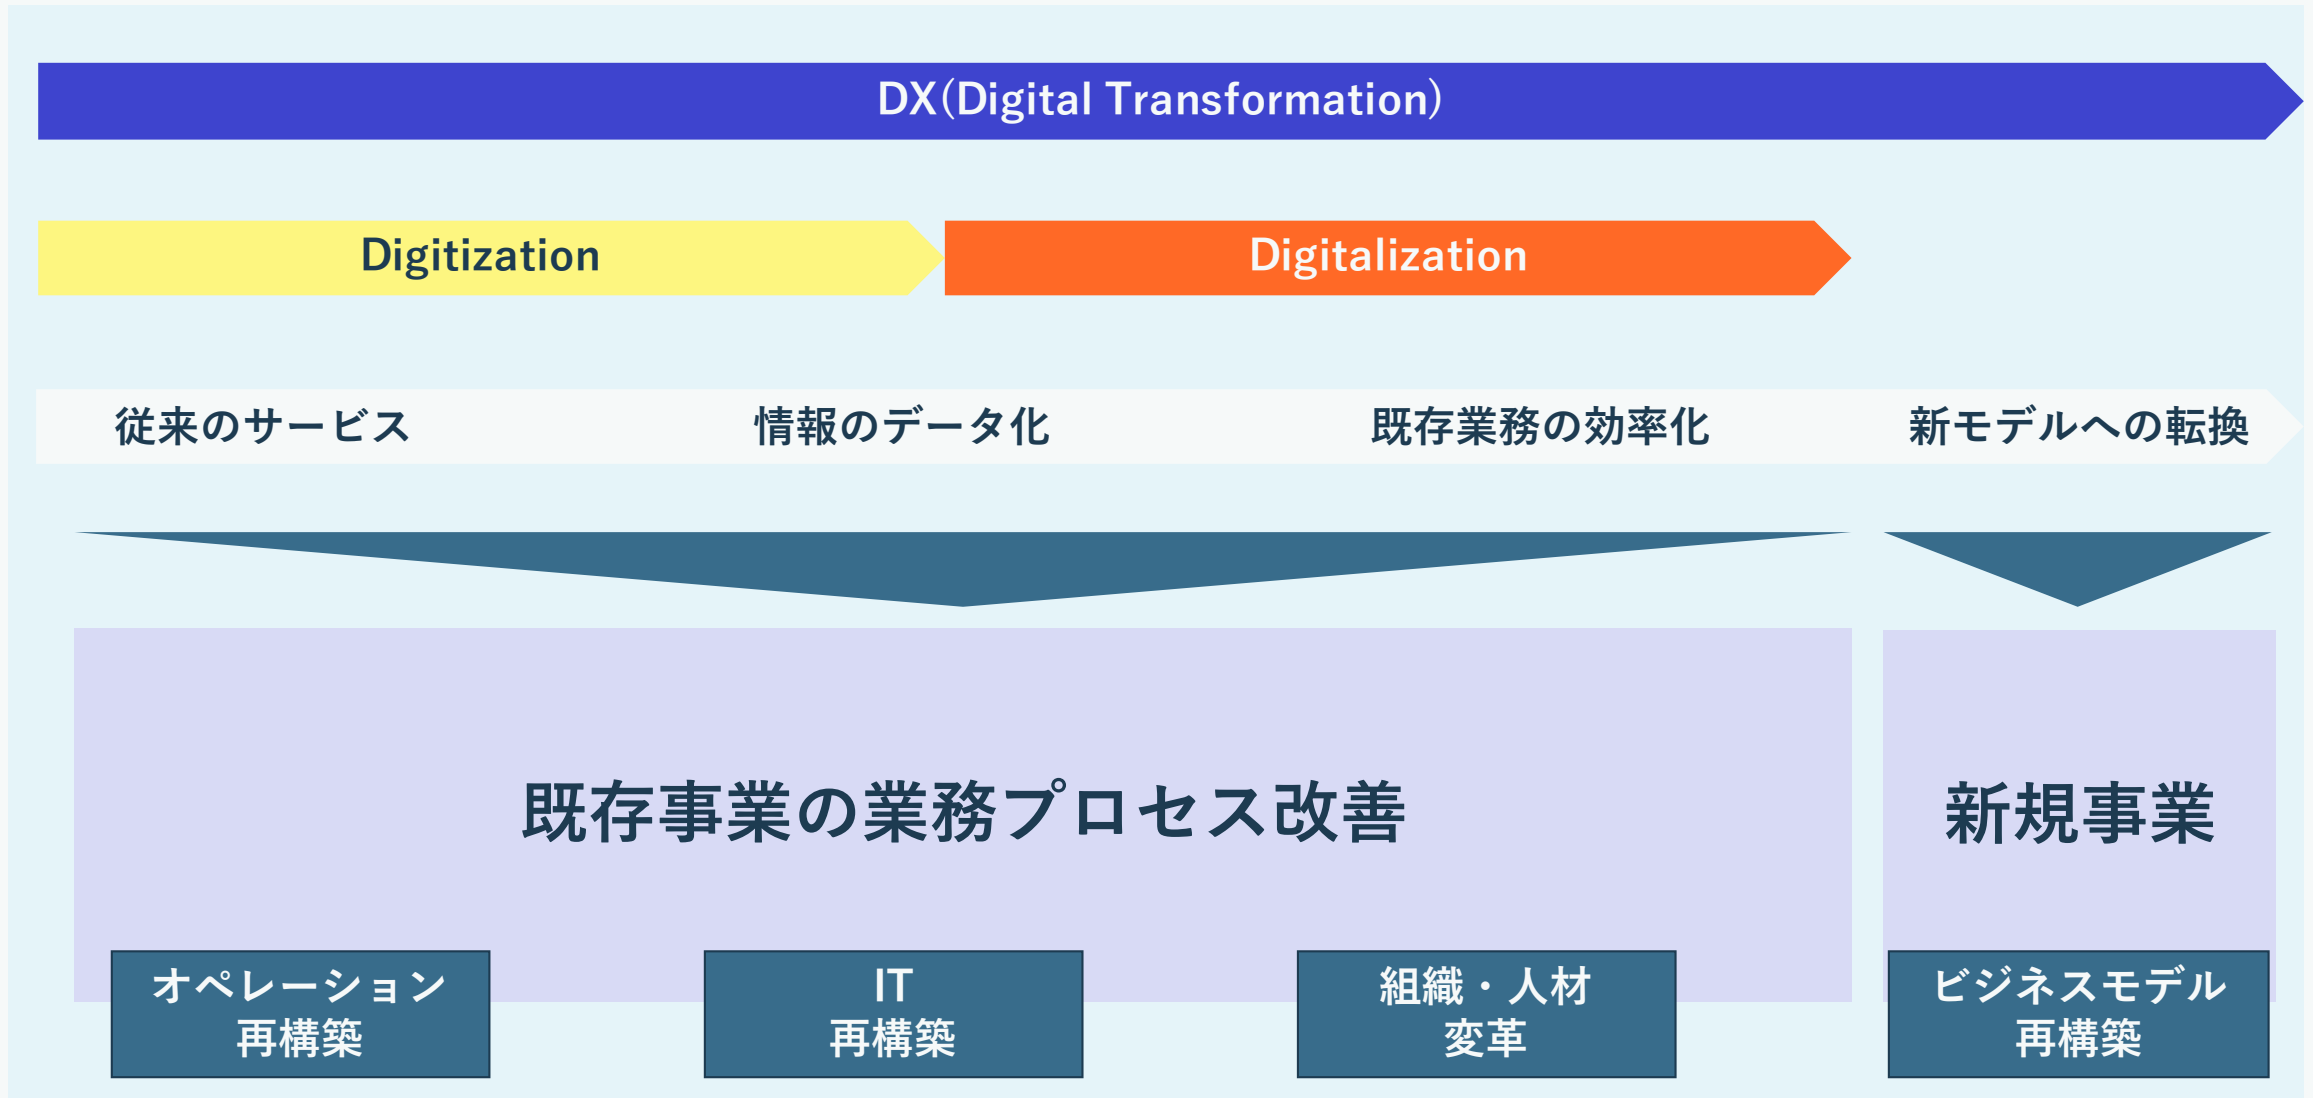 DX(Digital Transformation)
Digitization
Digitalization
従来のサービス
情報のデータ化
既存業務の効率化
新モデルへの転換
既存事業の業務プロセス改善
新規事業
オペレーション
再構築
IT
再構築
組織・人材
変革
ビジネスモデル
再構築